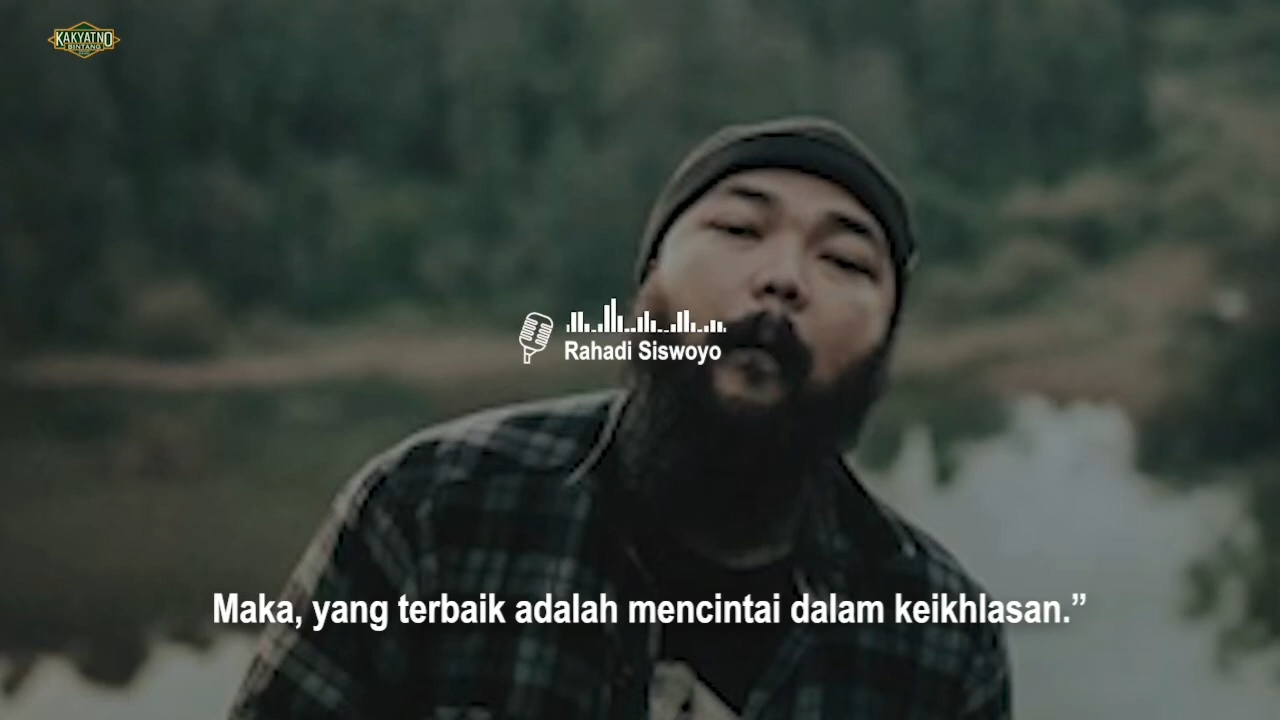 KAKYATNO
BINTANG
Rahadi Siswoyo
Maka, yang terbaik adalah mencintai dalam keikhlasan.”